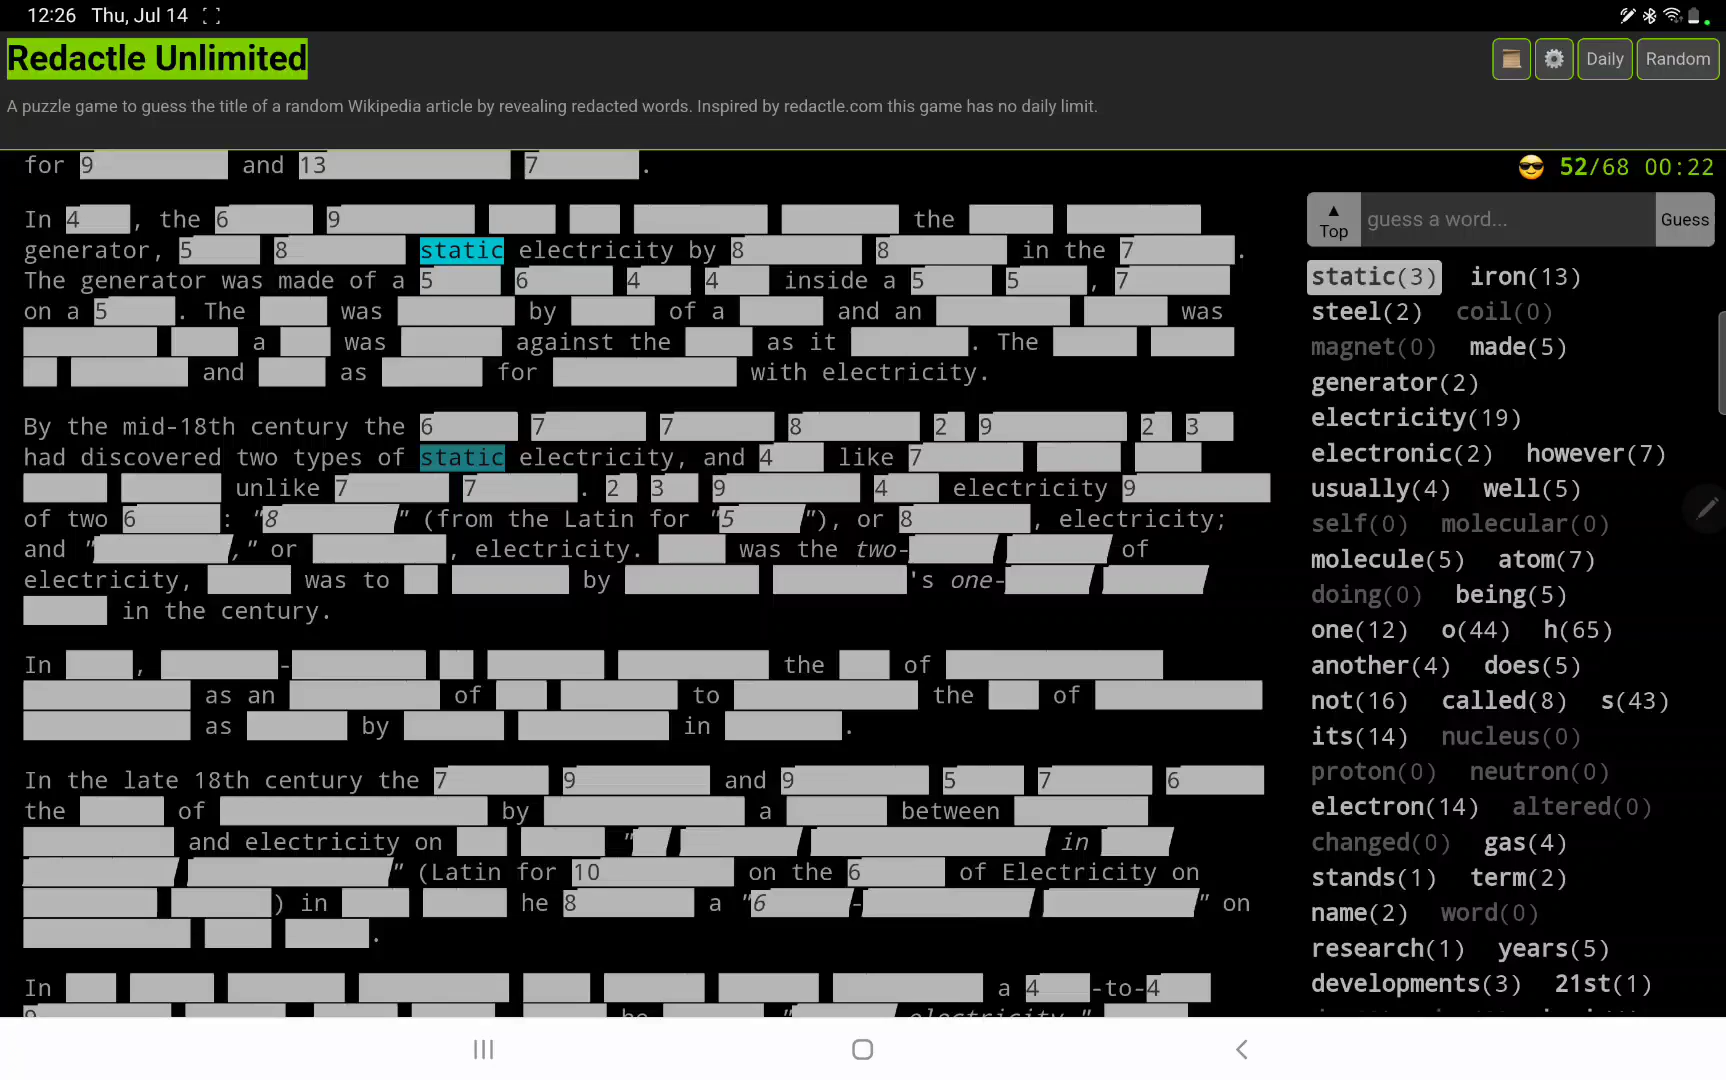 12:26 Thu, Jul 14
Redactle Unlimited
Daily
Random
A puzzle game to guess the title of a random Wikipedia article by revealing redacted words. Inspired by redactle.com this game has no daily limit.
for 9 and 13 7 .
52/68 00:22
In 4 , the 6 9 the
generator, 5 8 static electricity by 8 8 in the 7 .
The generator was made of a 5 6 4 4 inside a 5 5 , 7
on a 5 . The was by of a and an was
a was against the as it . The
and as for with electricity.
By the mid-18th century the 6 7 7 8 2 9 2 3
had discovered two types of static electricity, and 4 like 7
unlike 7 7 . 2 3 9 4 electricity 9
of two 6 : "8 " (from the Latin for "5 "), or 8 , electricity;
and " ," or , electricity. was the two- of
electricity, was to by 's one-
in the century.
In , - the of
as an of to the of
as by in .
In the late 18th century the 7 9 and 9 5 7 6
the of by a between
and electricity on " in
" (Latin for 10 on the 6 of Electricity on
) in he 8 a "6 - " on
.
In a 4 -to-4
▲
Top
guess a word...
Guess
static(3) iron(13)
steel(2) coil(0)
magnet(0) made(5)
generator(2)
electricity(19)
electronic(2) however(7)
usually(4) well(5)
self(0) molecular(0)
molecule(5) atom(7)
doing(0) being(5)
one(12) o(44) h(65)
another(4) does(5)
not(16) called(8) s(43)
its(14) nucleus(0)
proton(0) neutron(0)
electron(14) altered(0)
changed(0) gas(4)
stands(1) term(2)
name(2) word(0)
research(1) years(5)
developments(3) 21st(1)